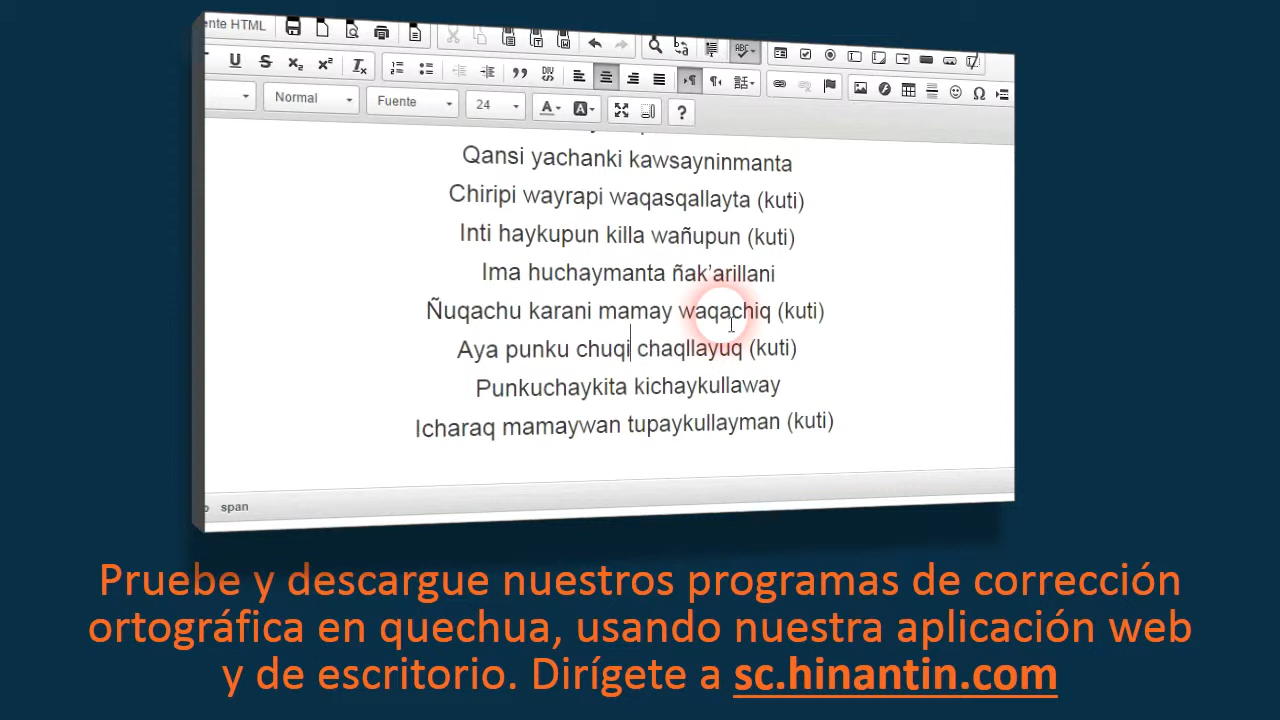 ente HTML
Normal Fuente 24
Qansi yachanki kawsayninmanta
Chiripi wayrapi waqasqallayta (kuti)
Inti haykupun killa wañupun (kuti)
Ima huchaymanta ñak'arillani
Ñuqachu karani mamay waqachiq (kuti)
Aya punku chuqi chaqllayuq (kuti)
Punkuchaykita kichaykullaway
Icharaq mamaywan tupaykullayman (kuti)
span
Pruebe y descargue nuestros programas de corrección
ortográfica en quechua, usando nuestra aplicación web
y de escritorio. Dirígete a sc.hinantin.com